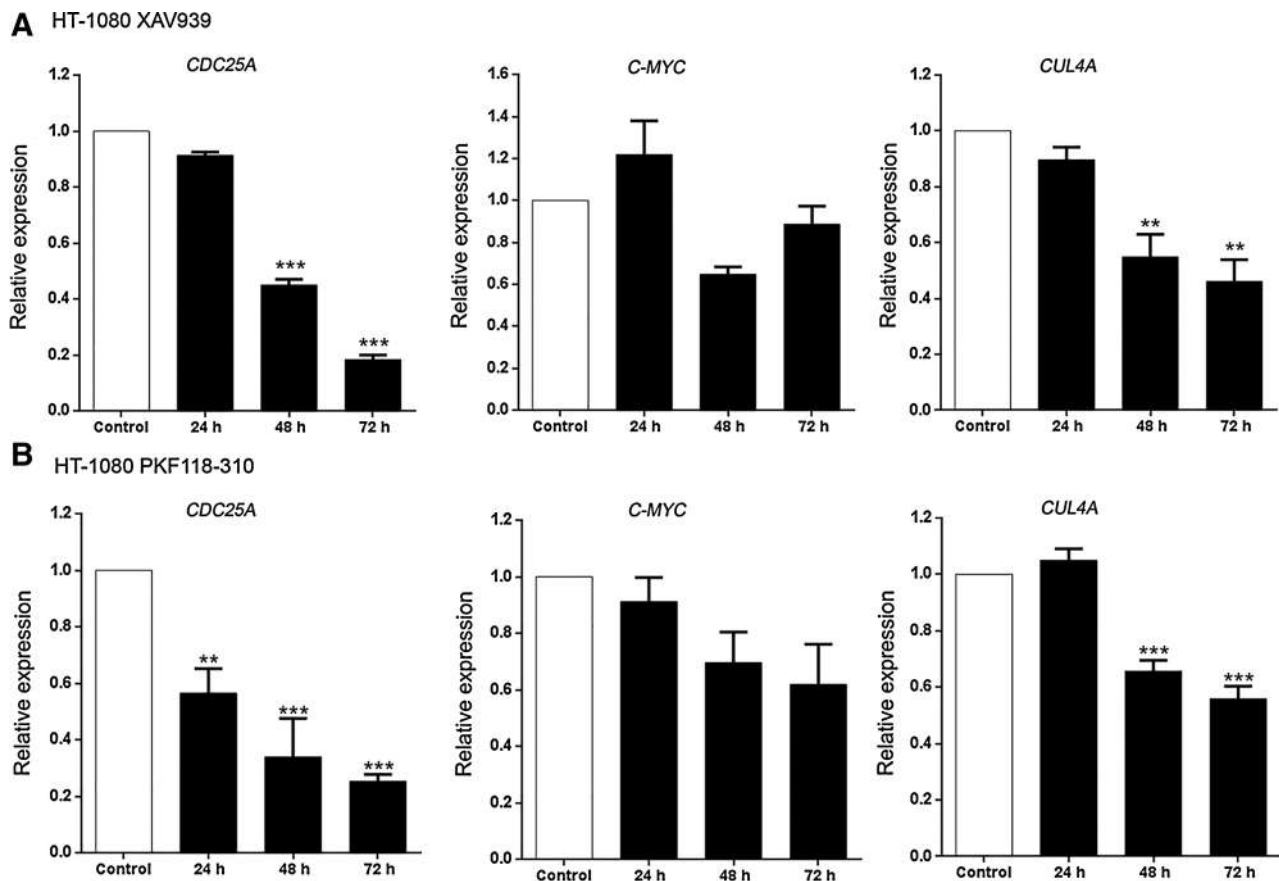 A HT-1080 XAV939
CDC25A
Relative expression
1.2
1.0
0.8
0.6
0.4
0.2
0.0
***
***
Control 24 h 48 h 72 h
C-MYC
Relative expression
1.6
1.4
1.2
1.0
0.8
0.6
0.4
0.2
0.0
Control 24 h 48 h 72 h
CUL4A
Relative expression
1.2
1.0
0.8
0.6
0.4
0.2
0.0
**
**
Control 24 h 48 h 72 h
B HT-1080 PKF118-310
CDC25A
Relative expression
1.2
1.0
0.8
0.6
0.4
0.2
0.0
**
***
***
Control 24 h 48 h 72 h
C-MYC
Relative expression
1.2
1.0
0.8
0.6
0.4
0.2
0.0
Control 24 h 48 h 72 h
CUL4A
Relative expression
1.2
1.0
0.8
0.6
0.4
0.2
0.0
***
***
Control 24 h 48 h 72 h